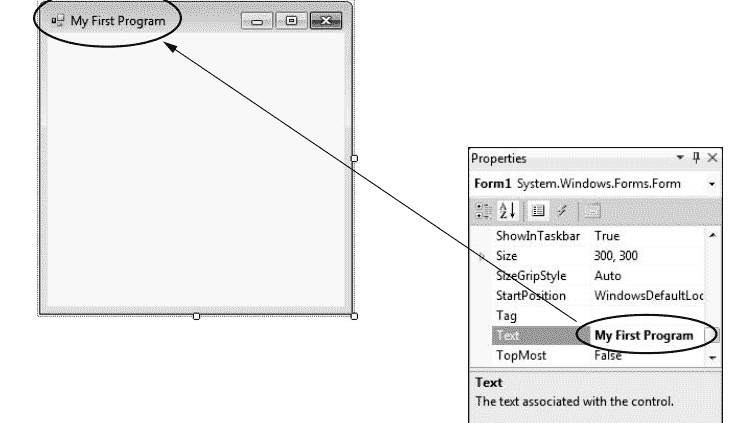 My First Program
Properties
Form1 System.Windows.Forms.Form
ShowInTaskbar True
Size 300, 300
SizeGripStyle Auto
StartPosition WindowsDefaultLoc
Tag
Text My First Program
TopMost False
Text
The text associated with the control.